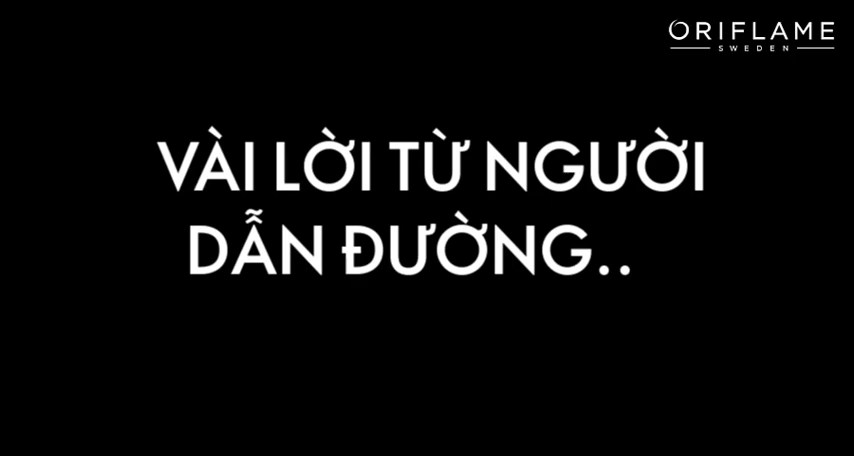 ORIFLAME
SWEDEN
VÀI LỜI TỪ NGƯỜI
DẪN ĐƯỜNG..